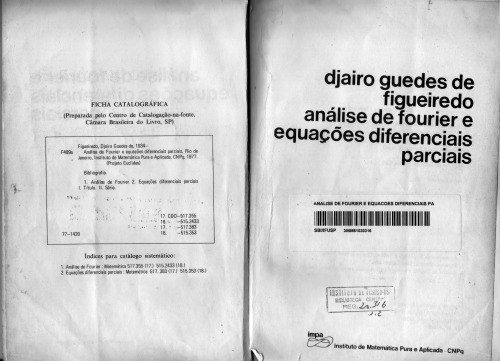 FICHA CATALOGRÁFICA
(Preparada pelo Centro de Catalogação-na-fonte,
Câmara Brasileira do Livro, SP)
Figueiredo, Djairo Guedes de, 1934-
F489a Análise de Fourier e equações diferenciais parciais. Rio de
Janeiro, Instituto de Matemática Pura e Aplicada, CNPq, 1977.
(Projeto Euclides)
Bibliografia.
1. Análise de Fourier 2. Equações diferenciais parciais
I. Título. II. Série.
17. CDD-517.355
18. -515.2433
17. -517.383
77-1430 18. -515.353
Índices para catálogo sistemático:
1. Análise de Fourier : Matemática 517.355 (17.) 515.2433 (18.)
2. Equações diferenciais parciais : Matemática 517.383 (17.) 515.353 (18.)
djairo guedes de
figueiredo
análise de fourier e
equações diferenciais
parciais
ANALISE DE FOURIER E EQUACOES DIFERENCIAIS PA
SBI/IFUSP
INSTITUTO DE
BIBLIOTECA
REG.
impa
Instituto de Matemática Pura e Aplicada - CNPq